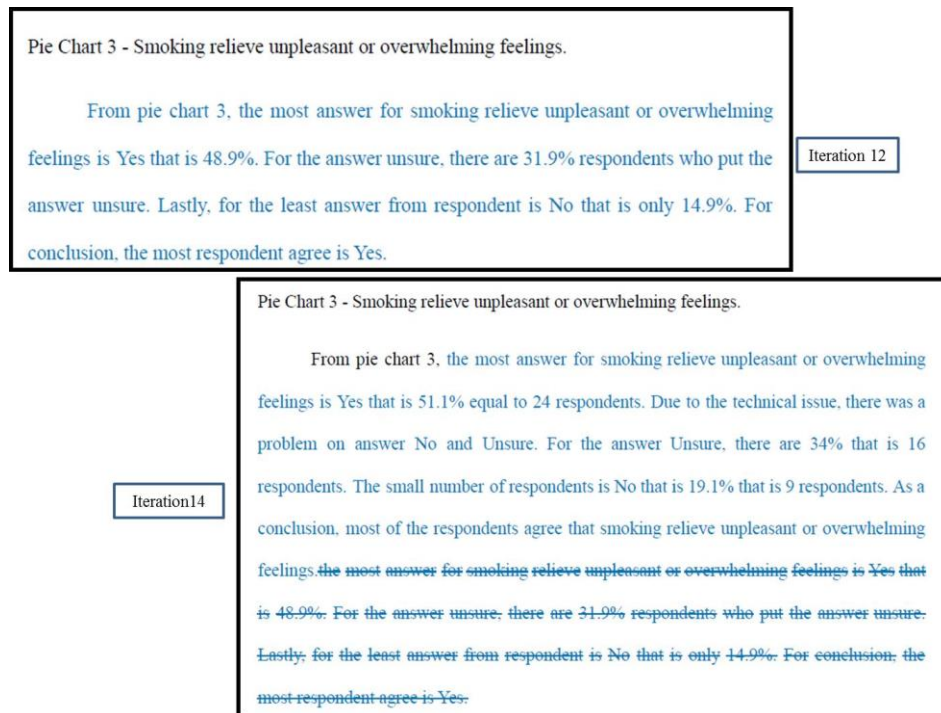 Pie Chart 3 - Smoking relieve unpleasant or overwhelming feelings.
From pie chart 3, the most answer for smoking relieve unpleasant or overwhelming
feelings is Yes that is 48.9%. For the answer unsure, there are 31.9% respondents who put the
answer unsure. Lastly, for the least answer from respondent is No that is only 14.9%. For
conclusion, the most respondent agree is Yes.
Iteration 12
Pie Chart 3 - Smoking relieve unpleasant or overwhelming feelings.
From pie chart 3, the most answer for smoking relieve unpleasant or overwhelming
feelings is Yes that is 51.1% equal to 24 respondents. Due to the technical issue, there was a
problem on answer No and Unsure. For the answer Unsure, there are 34% that is 16
respondents. The small number of respondents is No that is 19.1% that is 9 respondents. As a
conclusion, most of the respondents agree that smoking relieve unpleasant or overwhelming
feelings.the most answer for smoking relieve unpleasant or overwhelming feelings is Yes that
is 48.9%. For the answer unsure, there are 31.9% respondents who put the answer unsure.
Lastly, for the least answer from respondent is No that is only 14.9%. For conclusion, the
most respondent agree is Yes.
Iteration14